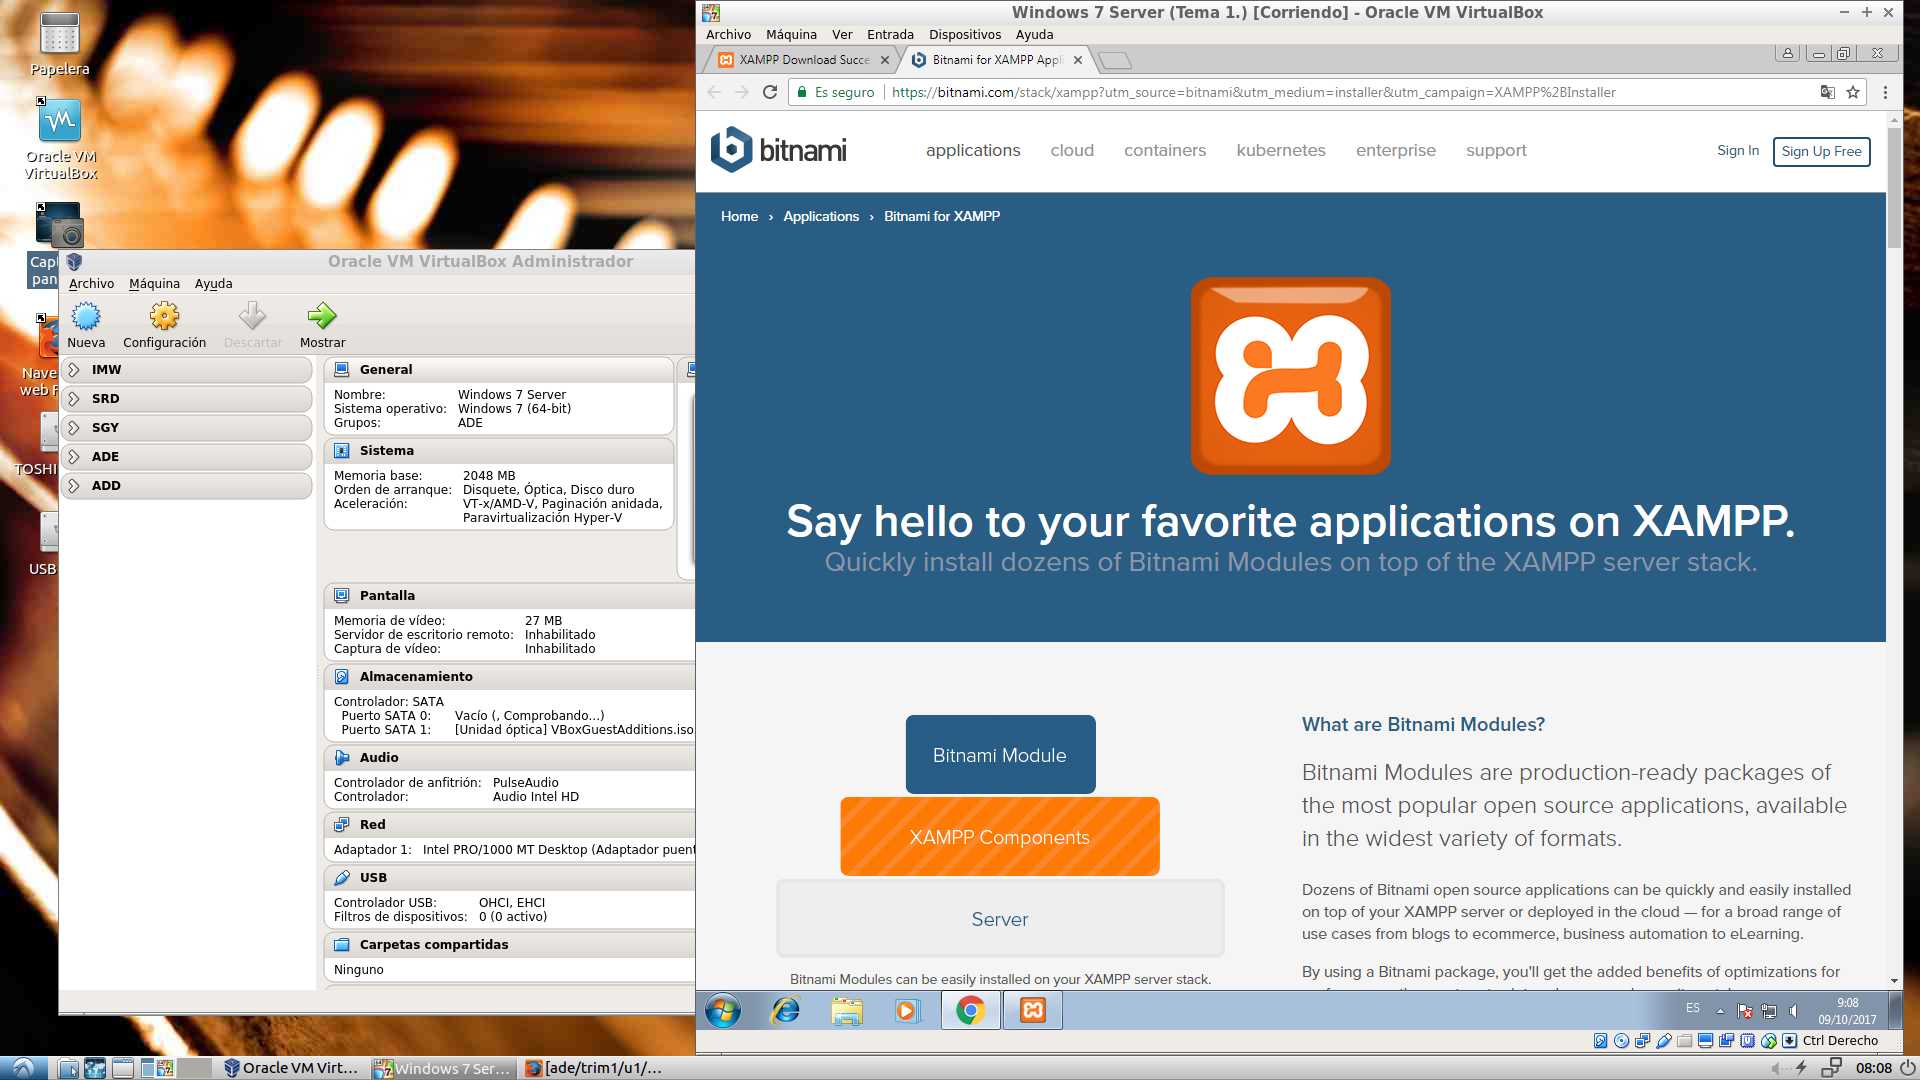 Papelera
Oracle VM
VirtualBox
Nave
web F
TOSHI
USB
Oracle VM VirtualBox Administrador
Archivo Máquina Ayuda
Nueva Configuración Descartar Mostrar
IMW
SRD
SGY
ADE
ADD
General
Nombre: Windows 7 Server
Sistema operativo: Windows 7 (64-bit)
Grupos: ADE
Sistema
Memoria base: 2048 MB
Orden de arranque: Disquete, Óptica, Disco duro
Aceleración: VT-x/AMD-V, Paginación anidada,
Paravirtualización Hyper-V
Pantalla
Memoria de vídeo: 27 MB
Servidor de escritorio remoto: Inhabilitado
Captura de vídeo: Inhabilitado
Almacenamiento
Controlador: SATA
Puerto SATA 0: Vacío (, Comprobando...)
Puerto SATA 1: [Unidad óptica] VBoxGuestAdditions.iso
Audio
Controlador de anfitrión: PulseAudio
Controlador: Audio Intel HD
Red
Adaptador 1: Intel PRO/1000 MT Desktop (Adaptador puent
USB
Controlador USB: OHCI, EHCI
Filtros de dispositivos: 0 (0 activo)
Carpetas compartidas
Ninguno
Windows 7 Server (Tema 1.) [Corriendo] - Oracle VM VirtualBox
Archivo Máquina Ver Entrada Dispositivos Ayuda
XAMPP Download Succe
Bitnami for XAMPP Appli
Es seguro https://bitnami.com/stack/xampp?utm_source=bitnami&utm_medium=installer&utm_campaign=XAMPP%2BInstaller
bitnami
applications cloud containers kubernetes enterprise support
Sign In Sign Up Free
Home › Applications › Bitnami for XAMPP
Say hello to your favorite applications on XAMPP.
Quickly install dozens of Bitnami Modules on top of the XAMPP server stack.
Bitnami Module
XAMPP Components
Server
Bitnami Modules can be easily installed on your XAMPP server stack.
What are Bitnami Modules?
Bitnami Modules are production-ready packages of
the most popular open source applications, available
in the widest variety of formats.
Dozens of Bitnami open source applications can be quickly and easily installed
on top of your XAMPP server or deployed in the cloud — for a broad range of
use cases from blogs to ecommerce, business automation to eLearning.
By using a Bitnami package, you'll get the added benefits of optimizations for
ES
9:08
09/10/2017
Ctrl Derecho
Oracle VM Virt...
Windows 7 Ser...
[ade/trim1/u1/...
08:08